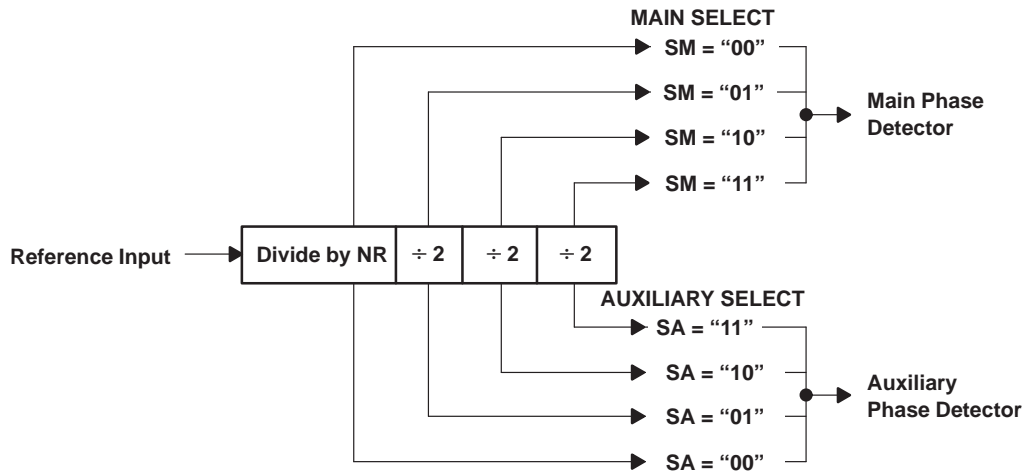 MAIN SELECT
SM = “00”
SM = “01”
SM = “10”
SM = “11”
Main Phase
Detector
Reference Input
Divide by NR
÷ 2
÷ 2
÷ 2
AUXILIARY SELECT
SA = “11”
SA = “10”
SA = “01”
SA = “00”
Auxiliary
Phase Detector